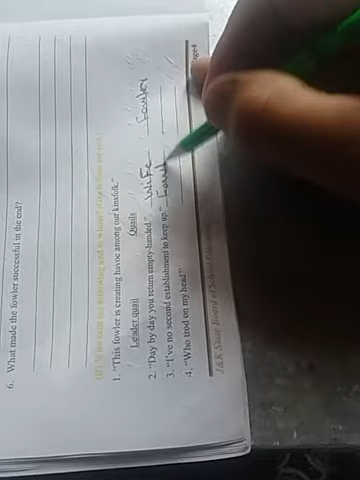 6. What made the fowler successful in the end?
1. "This fowler is creating havoc among our kinsfolk."
Leader quail Quails
2. "Day by day you return empty-handed." Wife Fowler
3. "I've no second establishment to keep up."
4. "Who trod on my head"
J&K State Board of School